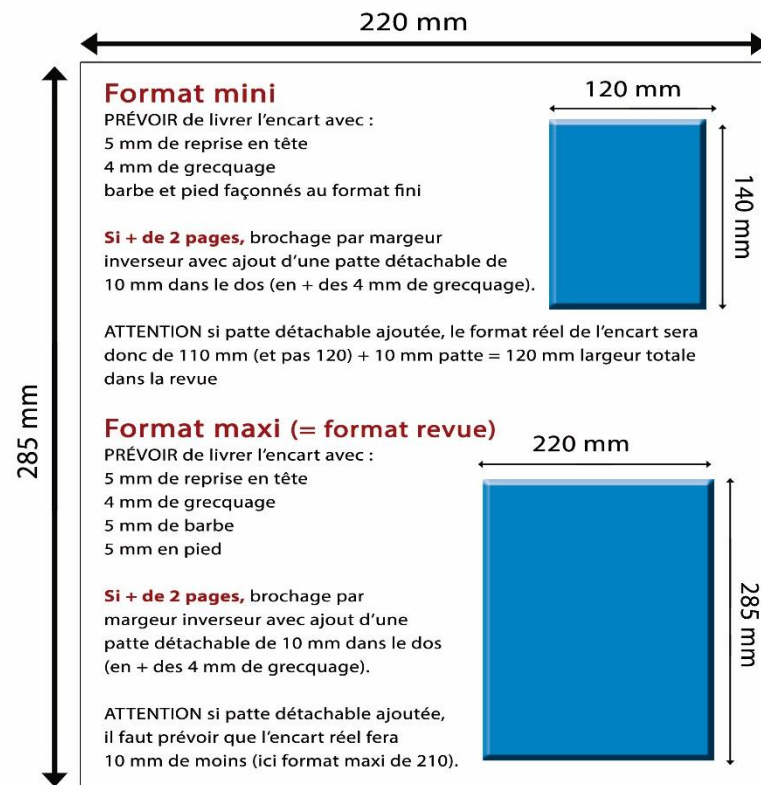 220 mm
285 mm
Format mini
PRÉVOIR de livrer l’encart avec :
5 mm de reprise en tête
4 mm de grecquage
barbe et pied façonnés au format fini
120 mm
140 mm
Si + de 2 pages, brochage par margeur
inverseur avec ajout d’une patte détachable de
10 mm dans le dos (en + des 4 mm de grecquage).
ATTENTION si patte détachable ajoutée, le format réel de l’encart sera
donc de 110 mm (et pas 120) + 10 mm patte = 120 mm largeur totale
dans la revue
Format maxi (= format revue)
PRÉVOIR de livrer l’encart avec :
5 mm de reprise en tête
4 mm de grecquage
5 mm de barbe
5 mm en pied
220 mm
285 mm
Si + de 2 pages, brochage par
margeur inverseur avec ajout d’une
patte détachable de 10 mm dans le dos
(en + des 4 mm de grecquage).
ATTENTION si patte détachable ajoutée,
il faut prévoir que l’encart réel fera
10 mm de moins (ici format maxi de 210).